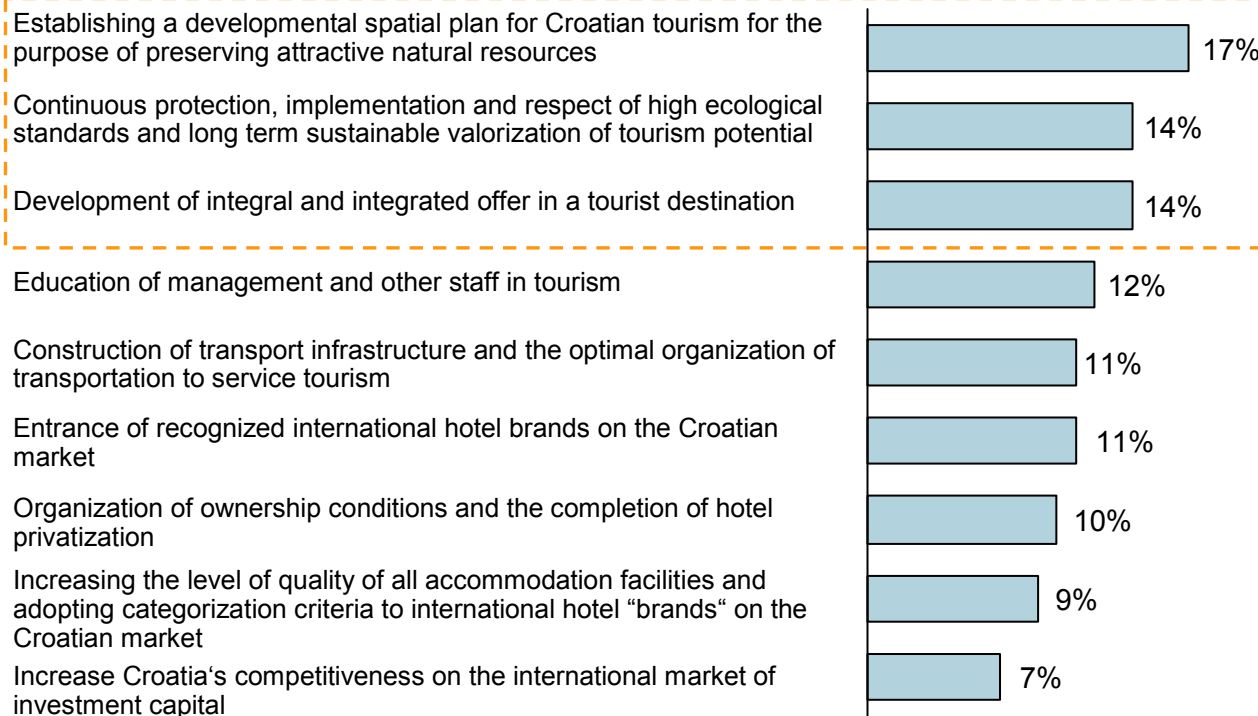 Establishing a developmental spatial plan for Croatian tourism for the
purpose of preserving attractive natural resources
17%
Continuous protection, implementation and respect of high ecological
standards and long term sustainable valorization of tourism potential
14%
Development of integral and integrated offer in a tourist destination
14%
Education of management and other staff in tourism
12%
Construction of transport infrastructure and the optimal organization of
transportation to service tourism
11%
Entrance of recognized international hotel brands on the Croatian
market
11%
Organization of ownership conditions and the completion of hotel
privatization
10%
Increasing the level of quality of all accommodation facilities and
adopting categorization criteria to international hotel “brands“ on the
Croatian market
9%
Increase Croatia‘s competitiveness on the international market of
investment capital
7%